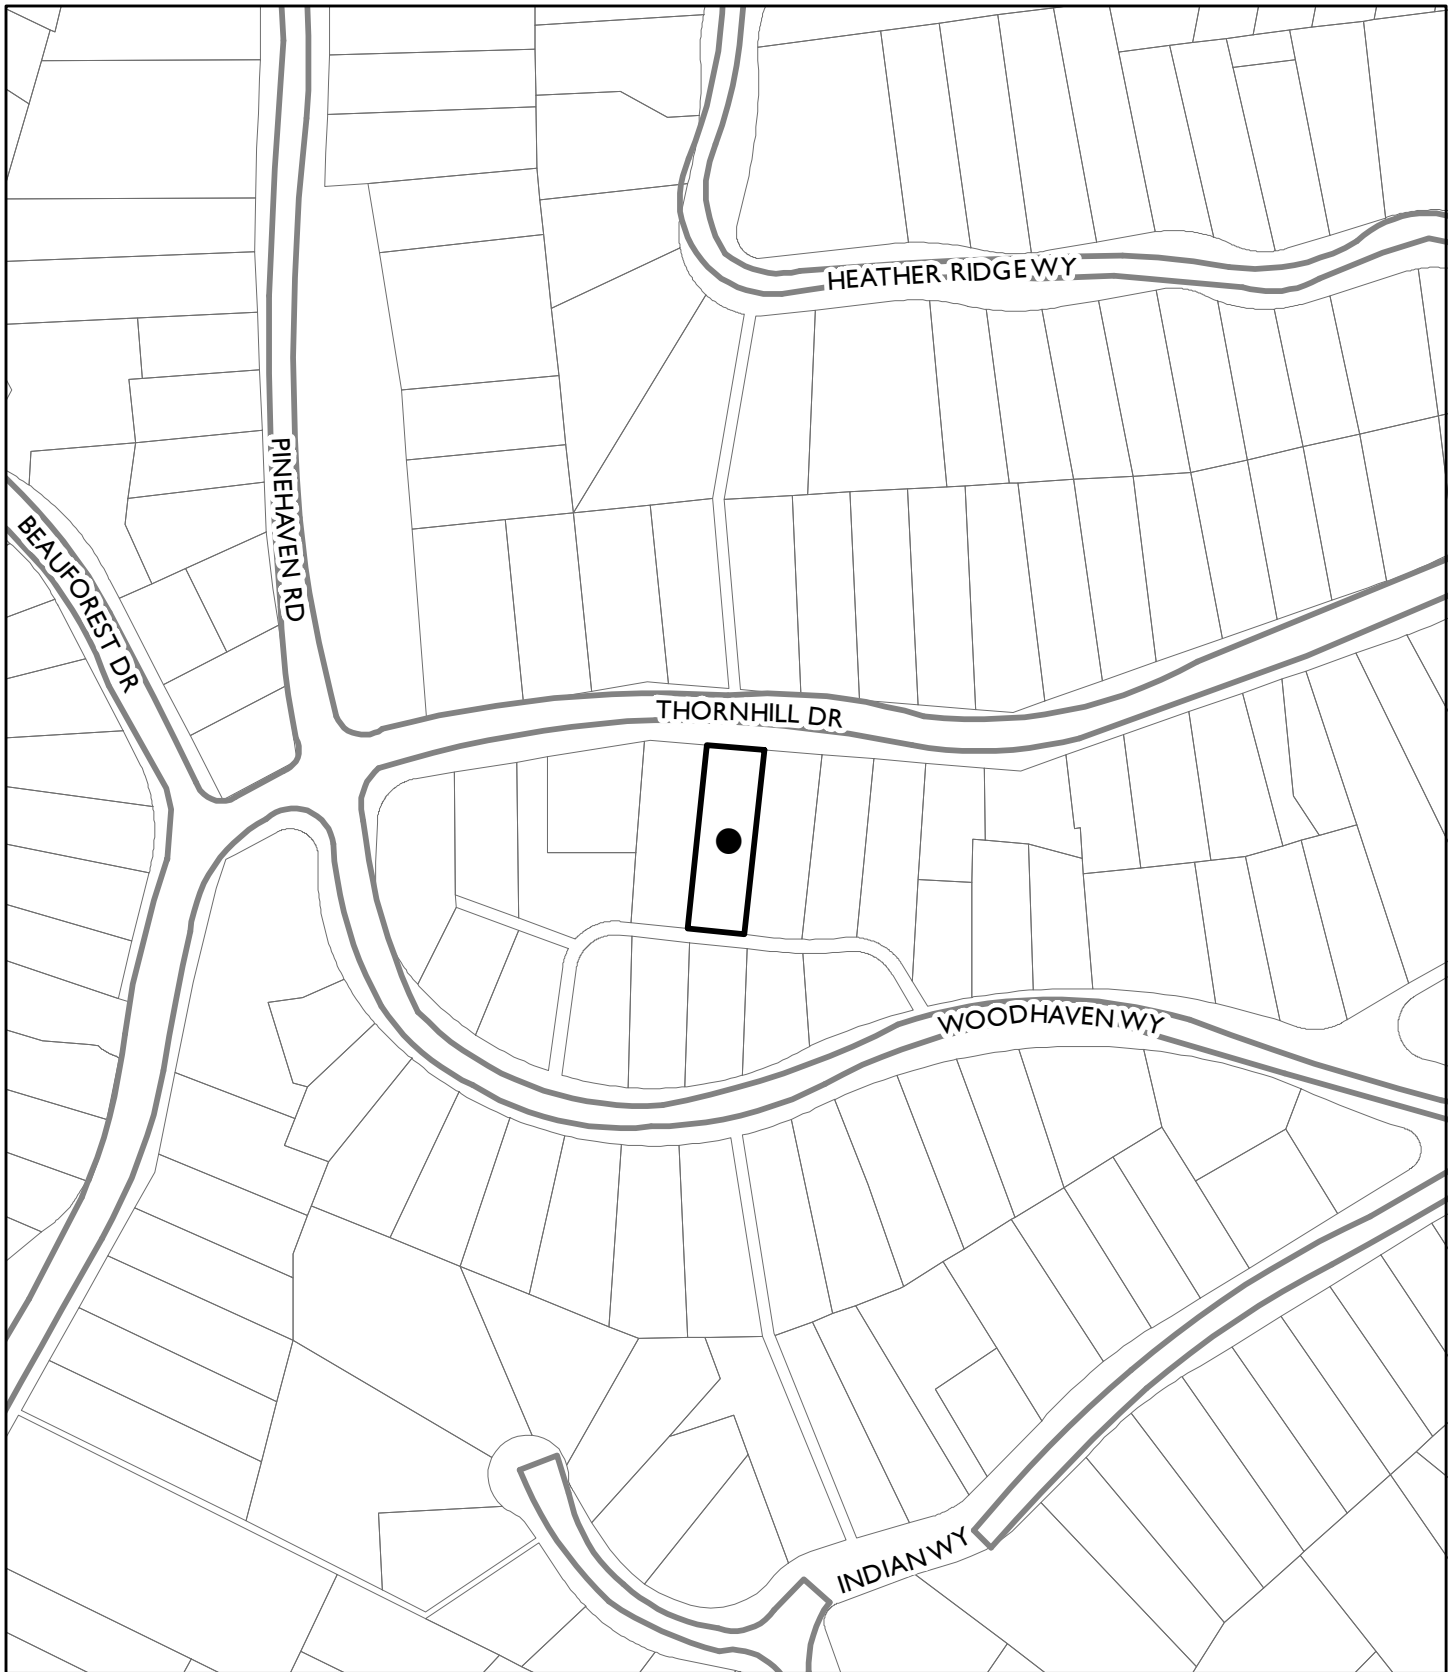 HEATHER RIDGE WY
PINEHAVEN RD
BEAUFOREST DR
THORNHILL DR
WOODHAVEN WY
INDIAN WY